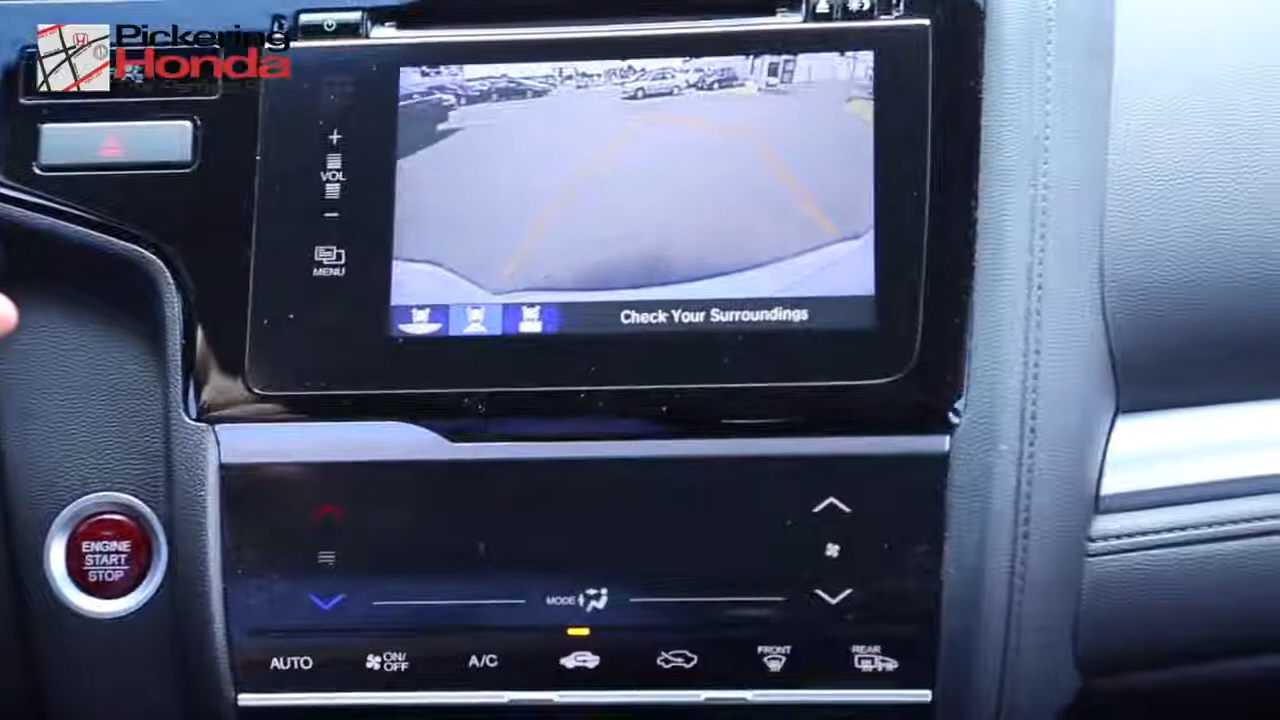 Pickering
Honda
VOL
MENU
Check Your Surroundings
ENGINE
START
STOP
MODE
AUTO
ON/
OFF
A/C
FRONT
REAR